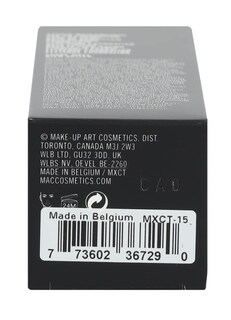 © MAKE-UP ART COSMETICS, DIST.
TORONTO, CANADA M3J 2W3
WLB LTD, GU32 3DD, UK
WLBS NV, OEVEL BE-2260
MADE IN BELGIUM / MXCT
MACCOSMETICS.COM
24M
Made in Belgium MXCT-15
7 73602 36729 0